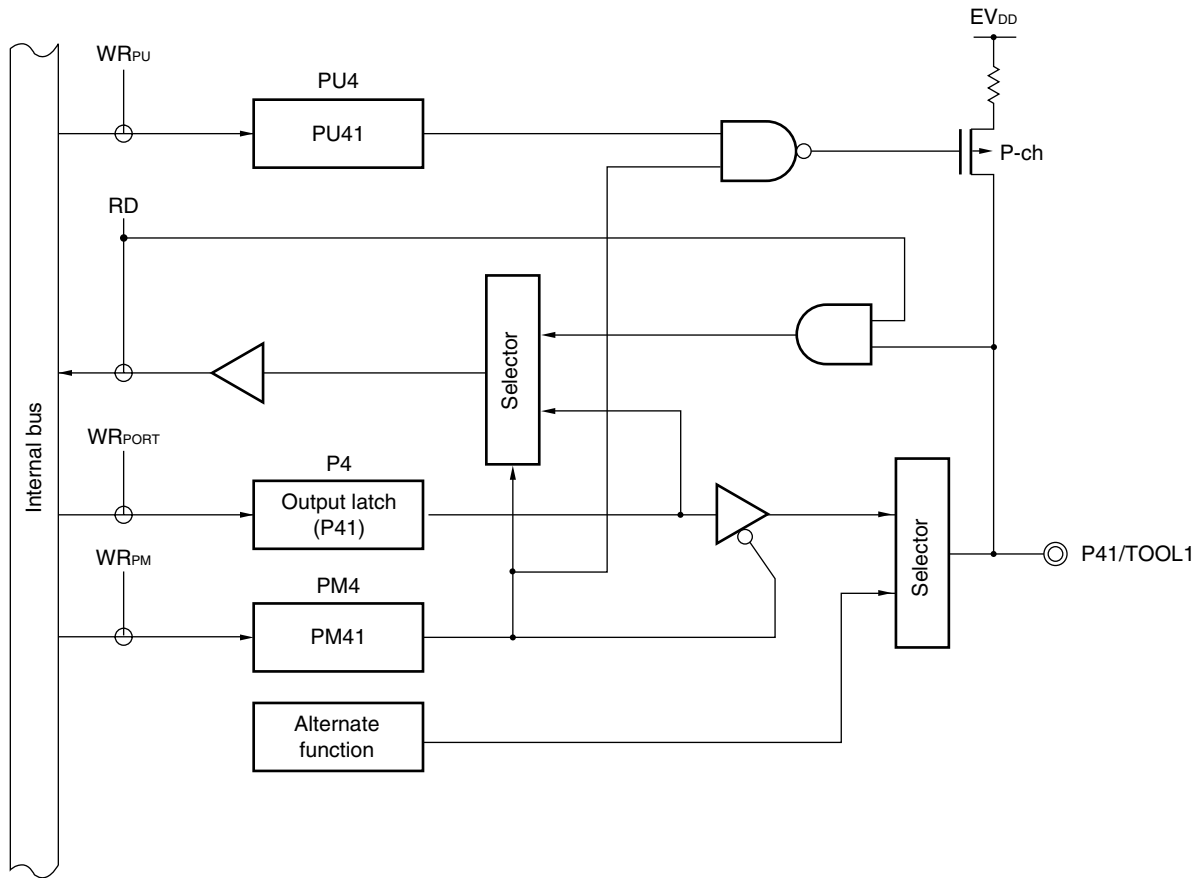 EVDD
WRPU
PU4
PU41
P-ch
RD
Selector
Internal bus
WRPORT
P4
Output latch
(P41)
Selector
P41/TOOL1
WRPM
PM4
PM41
Alternate
function